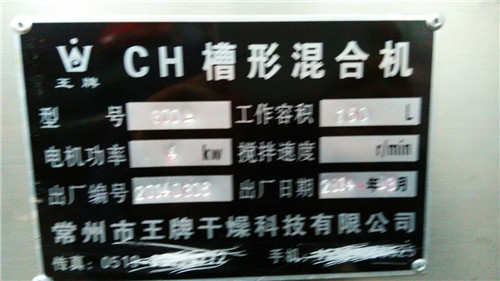 CH 槽形混合机
王牌
型号 工作容积 150 L
电机功率 4 kw 搅拌速度 r/min
出厂编号 出厂日期 年 月
常州市王牌干燥科技有限公司
传真: 0519- 手机: